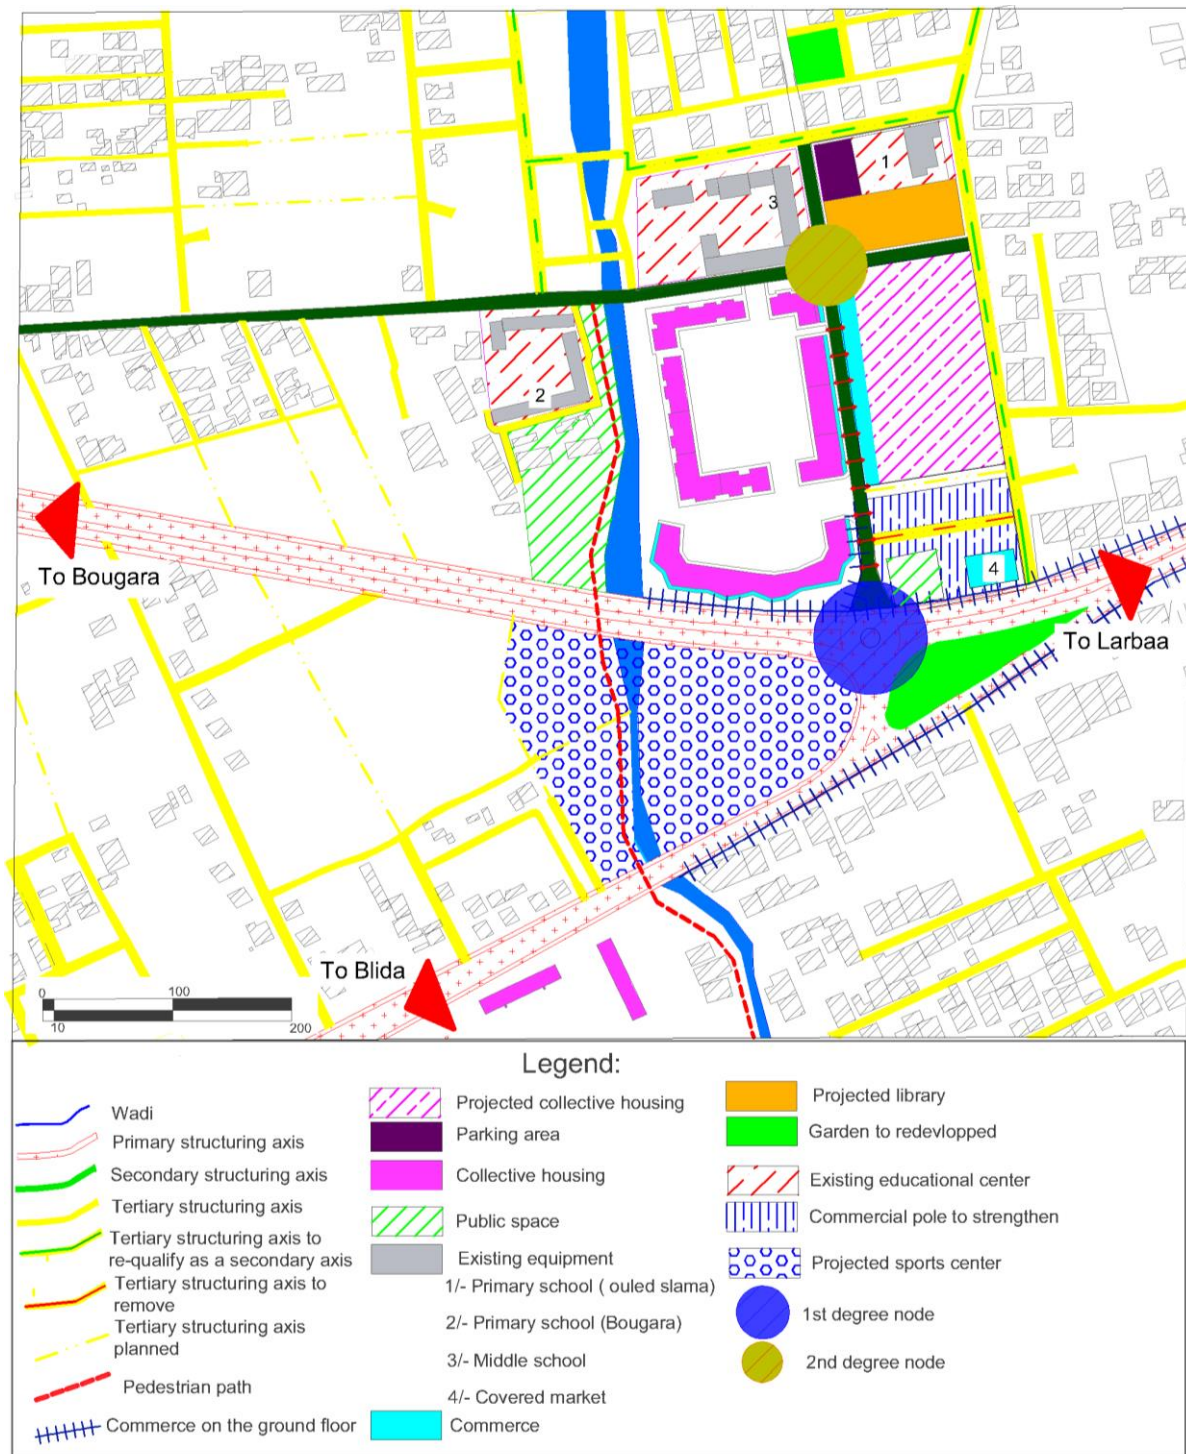 1
3
2
To Bougara
4
To Larbaa
To Blida
0
100
10
200
Legend:
Wadi
Primary structuring axis
Secondary structuring axis
Tertiary structuring axis
Tertiary structuring axis to
re-qualify as a secondary axis
Tertiary structuring axis to
remove
Tertiary structuring axis
planned
Pedestrian path
Commerce on the ground floor
Projected collective housing
Parking area
Collective housing
Public space
Existing equipment
1/- Primary school ( ouled slama)
2/- Primary school (Bougara)
3/- Middle school
4/- Covered market
Commerce
Projected library
Garden to redevlopped
Existing educational center
Commercial pole to strengthen
Projected sports center
1st degree node
2nd degree node